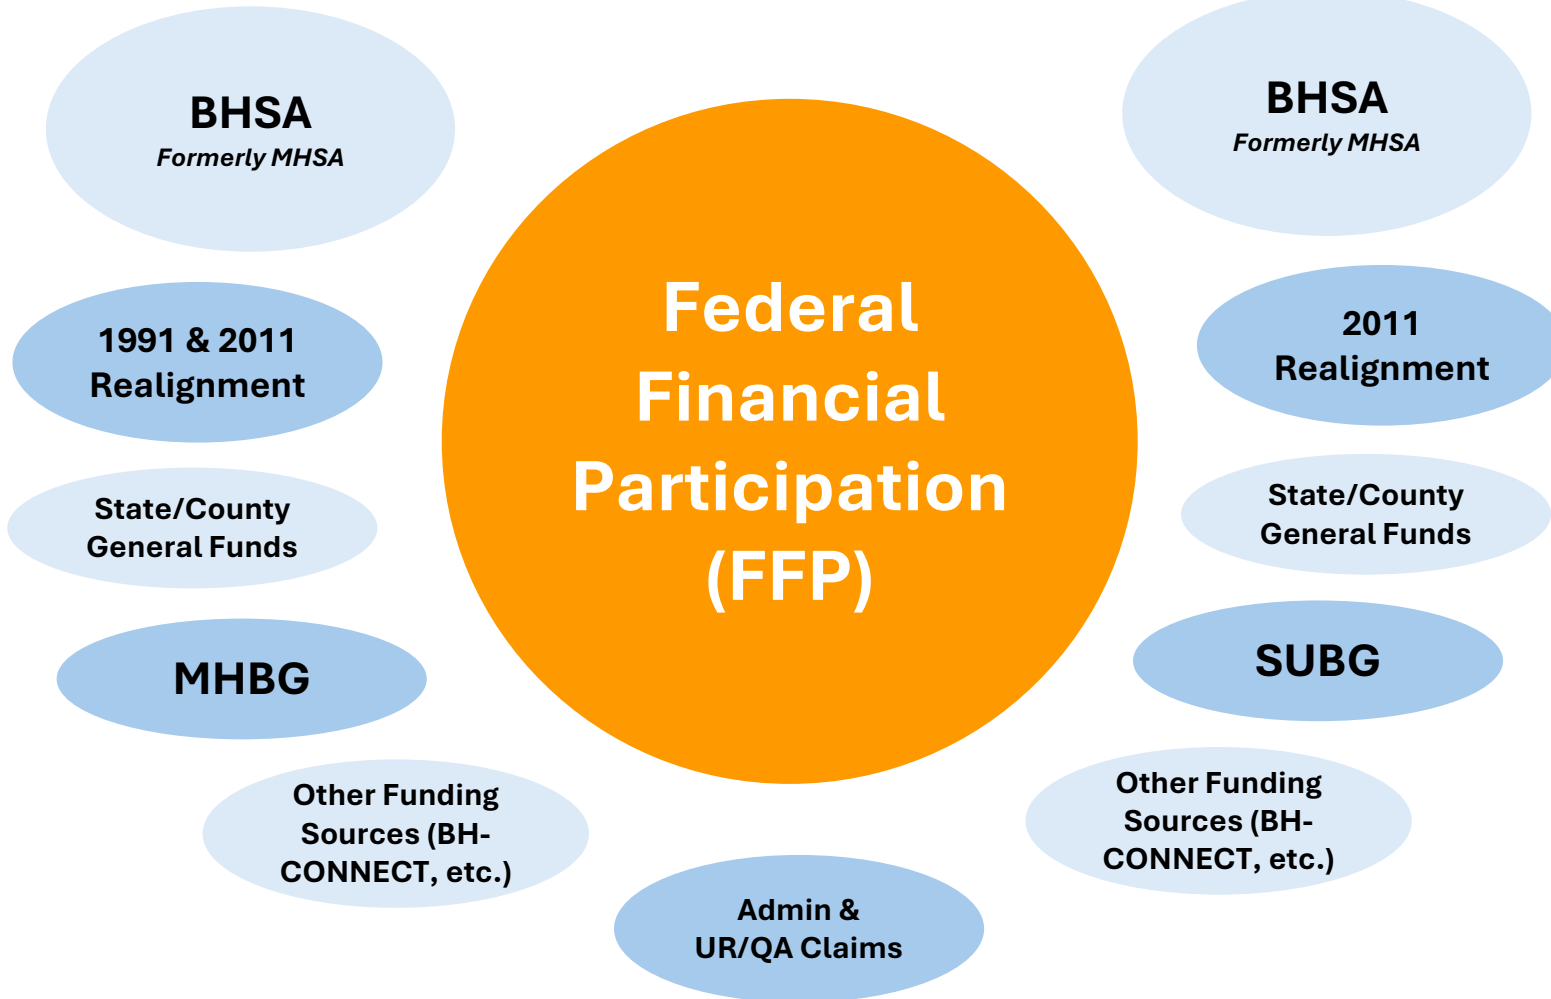 BHSA
Formerly MHSA
1991 & 2011
Realignment
State/County
General Funds
MHBG
Other Funding
Sources (BH-
CONNECT, etc.)
Federal
Financial
Participation
(FFP)
Admin &
UR/QA Claims
BHSA
Formerly MHSA
2011
Realignment
State/County
General Funds
SUBG
Other Funding
Sources (BH-
CONNECT, etc.)